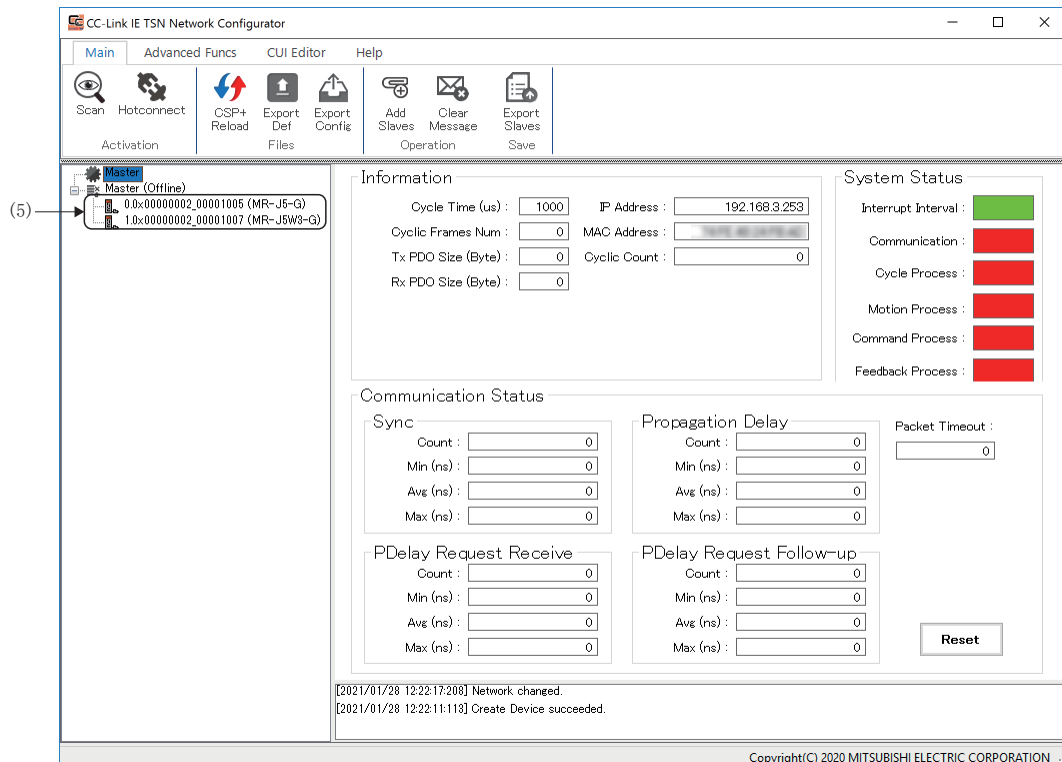 CC-Link IE TSN Network Configurator
Main Advanced Funcs CUI Editor Help
Scan Hotconnect CSP+ Reload Export Def Export Config Add Slaves Clear Message Export Slaves
Activation Files Operation Save
Master
Master (Offline)
(5)
0.0x00000002_00001005 (MR-J5-G)
1.0x00000002_00001007 (MR-J5W3-G)
Information
Cycle Time (us) : 1000 IP Address : 192.168.3.253
Cyclic Frames Num : 0 MAC Address :
Tx PDO Size (Byte) : 0 Cyclic Count : 0
Rx PDO Size (Byte) : 0
System Status
Interrupt Interval :
Communication :
Cycle Process :
Motion Process :
Command Process :
Feedback Process :
Communication Status
Sync
Count : 0
Min (ns) : 0
Avg (ns) : 0
Max (ns) : 0
Propagation Delay
Count : 0
Min (ns) : 0
Avg (ns) : 0
Max (ns) : 0
Packet Timeout :
0
PDelay Request Receive
Count : 0
Min (ns) : 0
Avg (ns) : 0
Max (ns) : 0
PDelay Request Follow-up
Count : 0
Min (ns) : 0
Avg (ns) : 0
Max (ns) : 0
Reset
[2021/01/28 12:22:17:208] Network changed.
[2021/01/28 12:22:11:113] Create Device succeeded.
Copyright(C) 2020 MITSUBISHI ELECTRIC CORPORATION